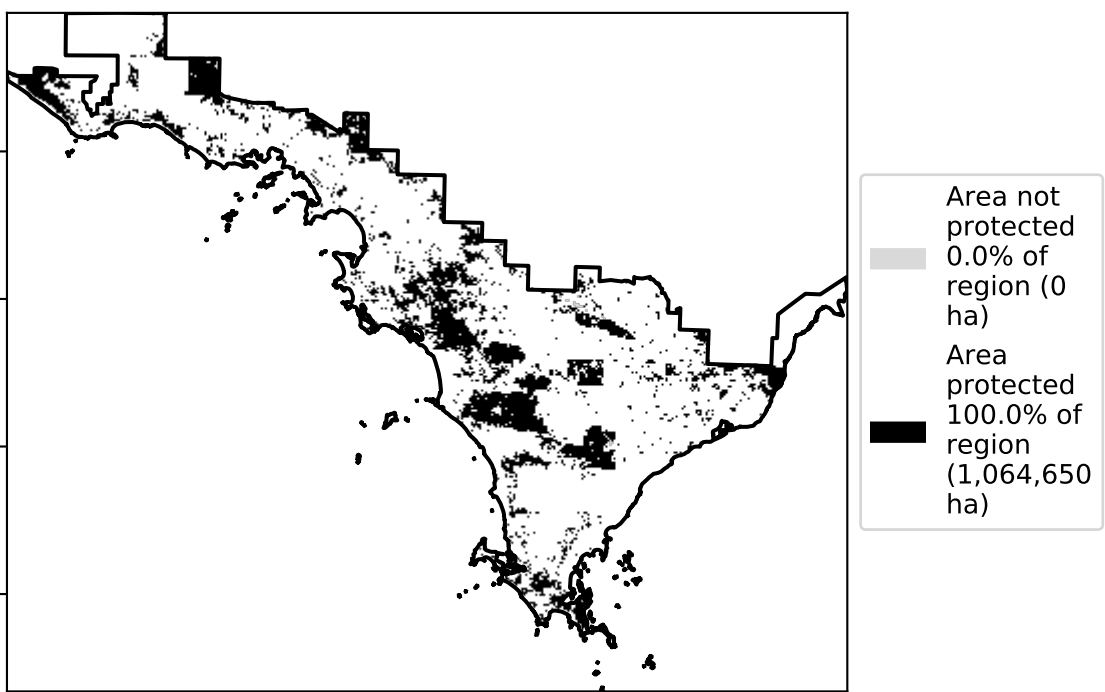 Area not
protected
0.0% of
region (0
ha)
Area
protected
100.0% of
region
(1,064,650
ha)